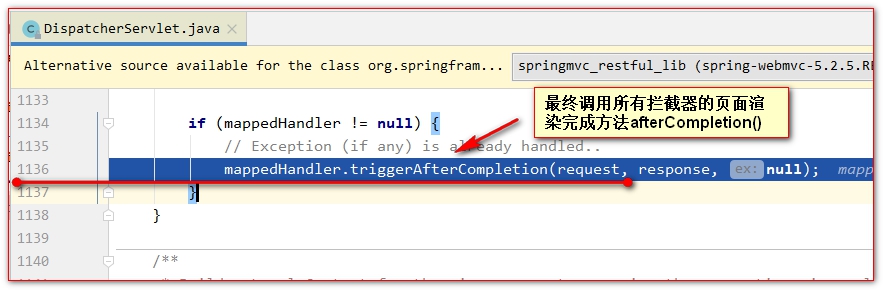 DispatcherServlet.java
Alternative source available for the class org.springfram... springmvc_restful_lib (spring-webmvc-5.2.5.RE
1133
最终调用所有拦截器的页面渲
染完成方法afterCompletion()
1134 if (mappedHandler != null) {
1135 // Exception (if any) is already handled..
1136 mappedHandler.triggerAfterCompletion(request, response, ex: null); mapp
1137 }
1138 }
1139
1140 /**